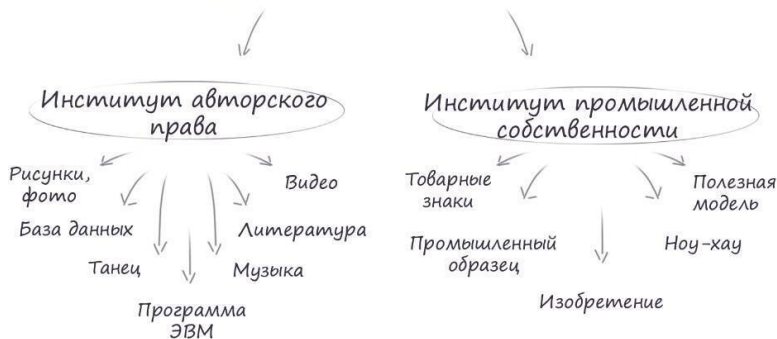 Институт авторского
права
Рисунки,
фото
База данных
Танец
Программа
ЭВМ
Музыка
Литература
Видео
Институт промышленной
собственности
Товарные
знаки
Промышленный
образец
Изобретение
Ноу-хау
Полезная
модель